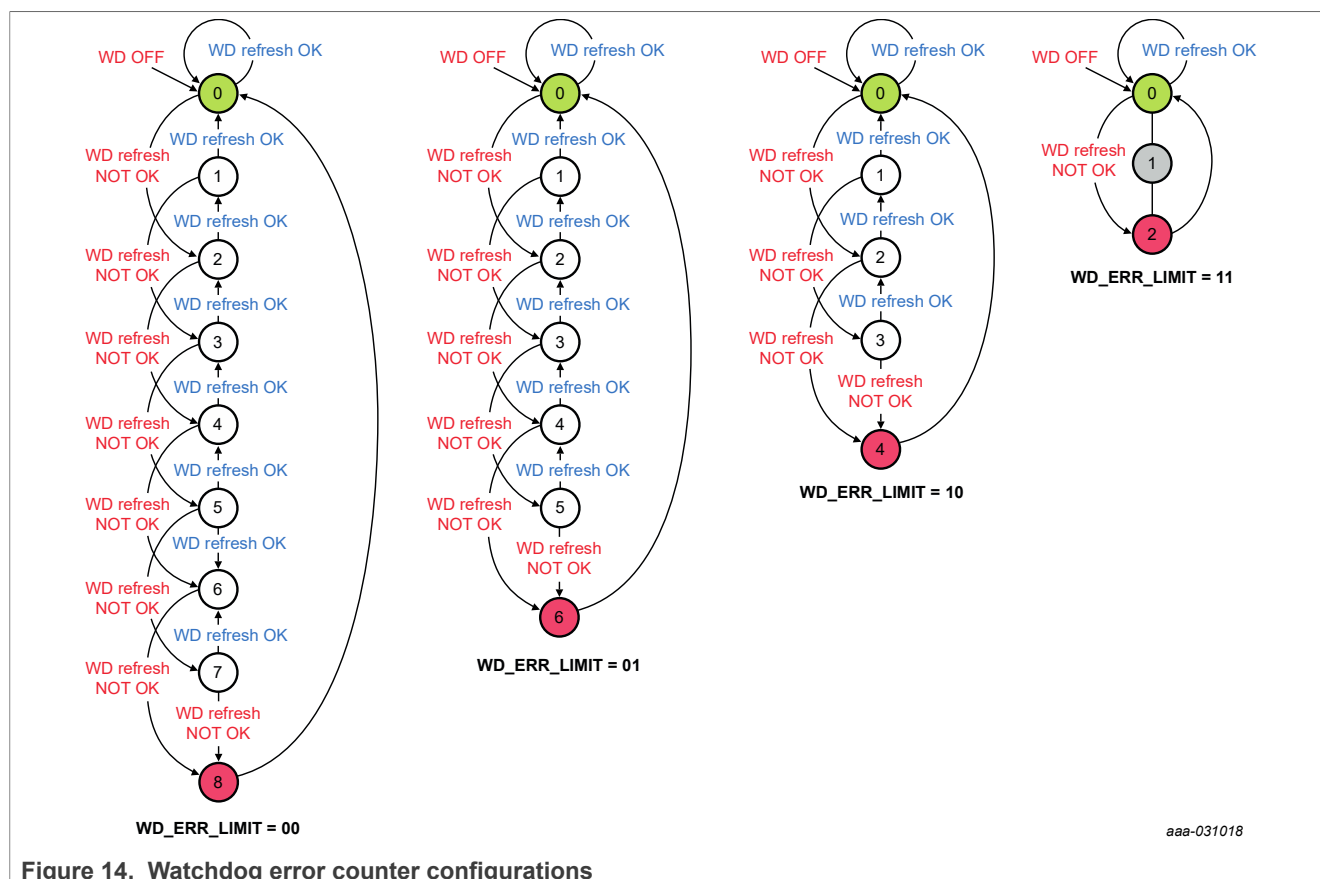 WD OFF
WD refresh OK
0
WD refresh OK
WD refresh
NOT OK
1
WD refresh OK
WD refresh
NOT OK
2
WD refresh OK
WD refresh
NOT OK
3
WD refresh OK
WD refresh
NOT OK
4
WD refresh OK
WD refresh
NOT OK
5
WD refresh OK
WD refresh
NOT OK
6
WD refresh OK
WD refresh
NOT OK
7
WD refresh
NOT OK
WD refresh
NOT OK
8
WD_ERR_LIMIT = 00
WD OFF
WD refresh OK
0
WD refresh OK
WD refresh
NOT OK
1
WD refresh OK
WD refresh
NOT OK
2
WD refresh OK
WD refresh
NOT OK
3
WD refresh OK
WD refresh
NOT OK
4
WD refresh OK
WD refresh
NOT OK
5
WD refresh
NOT OK
6
WD_ERR_LIMIT = 01
WD OFF
WD refresh OK
0
WD refresh OK
WD refresh
NOT OK
1
WD refresh OK
WD refresh
NOT OK
2
WD refresh OK
WD refresh
NOT OK
3
WD refresh
NOT OK
4
WD_ERR_LIMIT = 10
WD OFF
WD refresh OK
0
WD refresh
NOT OK
1
2
WD_ERR_LIMIT = 11
aaa-031018
Figure 14. Watchdog error counter configurations